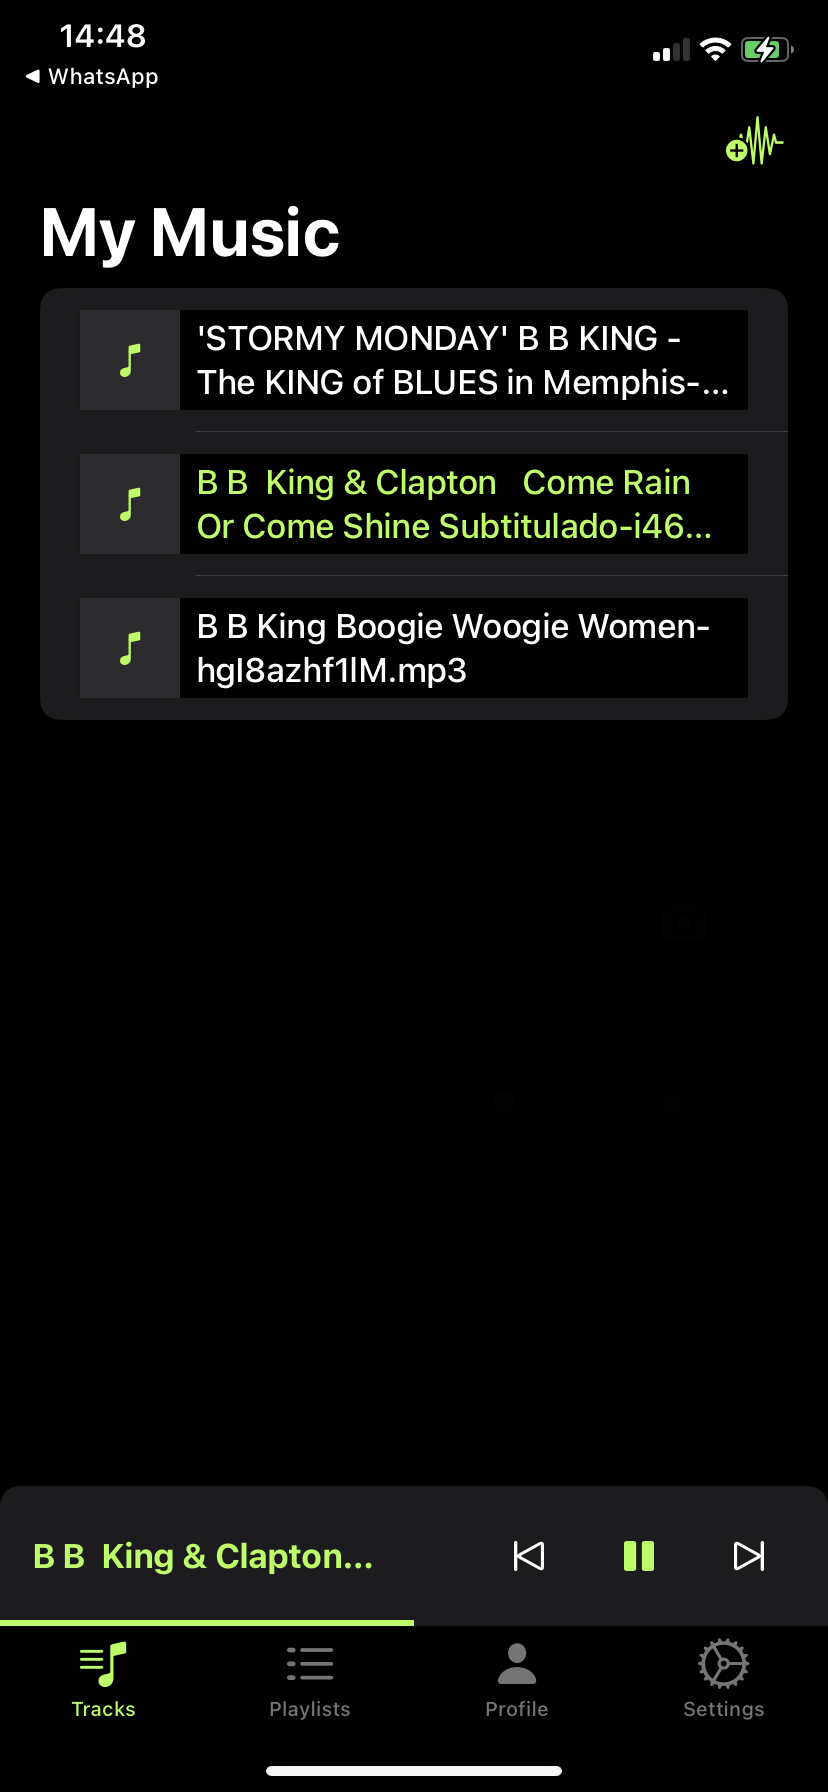 14:48
◀ WhatsApp
My Music
'STORMY MONDAY' B B KING -
The KING of BLUES in Memphis-...
B B  King & Clapton   Come Rain
Or Come Shine Subtitulado-i46...
B B King Boogie Woogie Women-
hgI8azhf1lM.mp3
B B  King & Clapton...
Tracks
Playlists
Profile
Settings